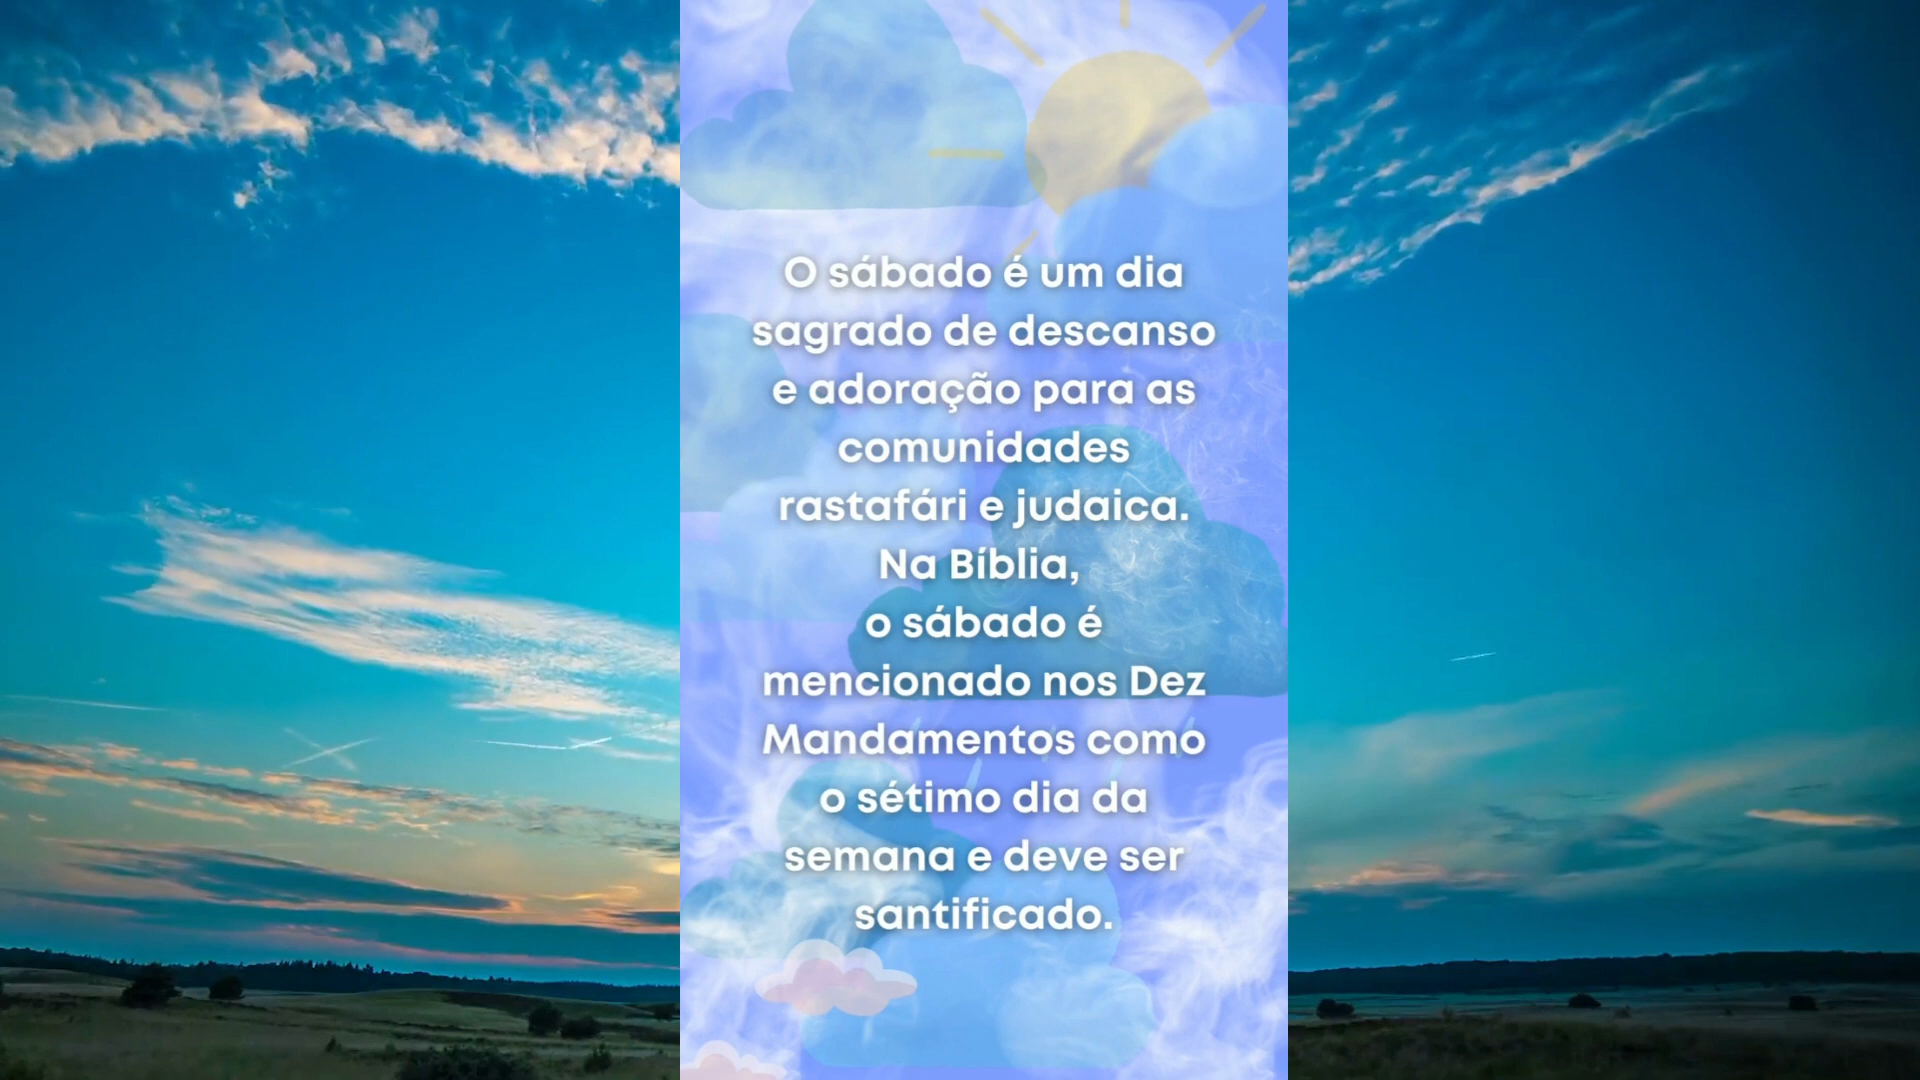 O sábado é um dia
sagrado de descanso
e adoração para as
comunidades
rastafári e judaica.
Na Bíblia,
o sábado é
mencionado nos Dez
Mandamentos como
o sétimo dia da
semana e deve ser
santificado.